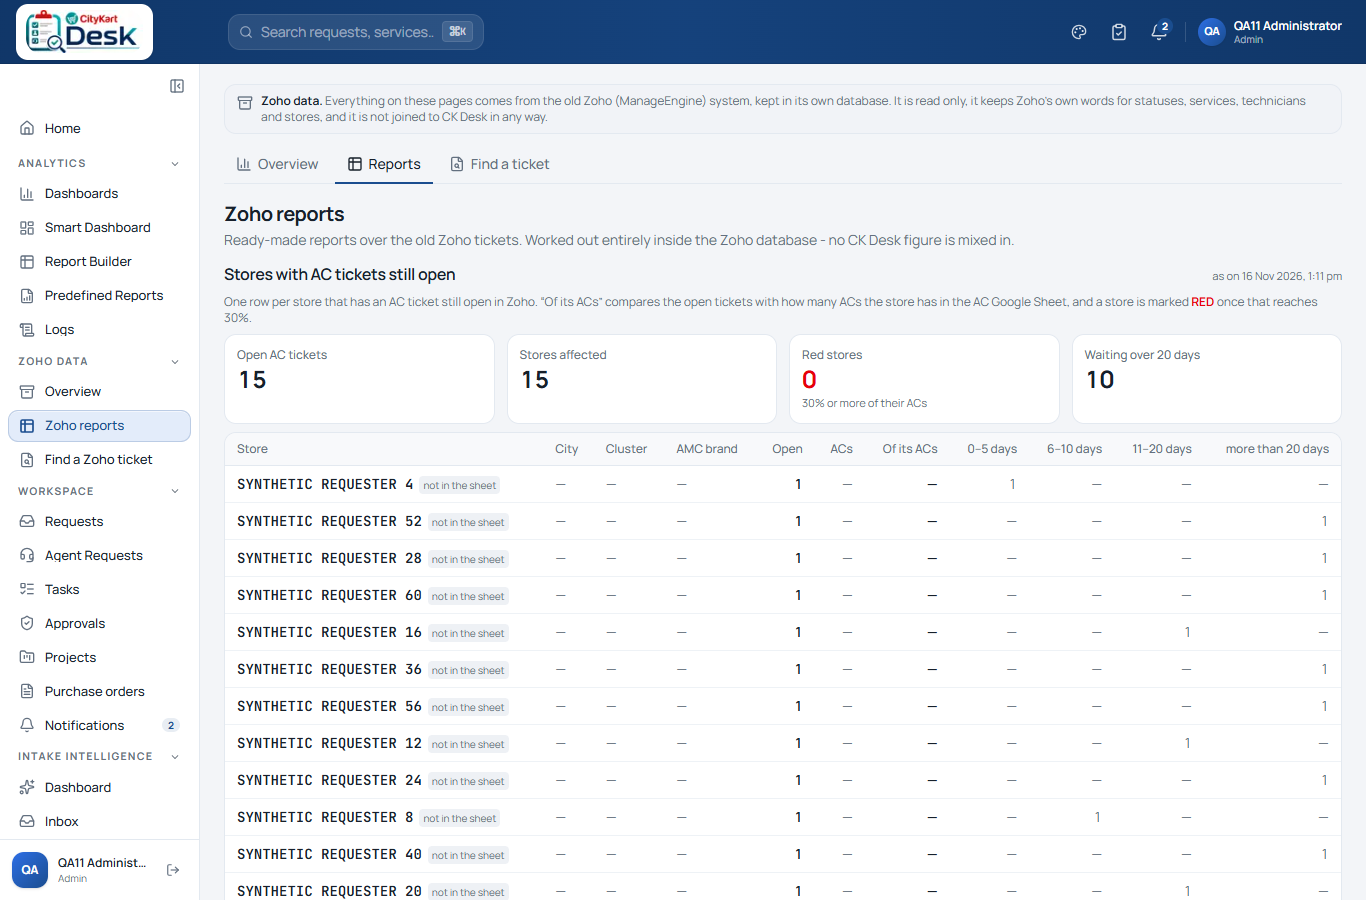 CityKart
Desk
Search requests, services..
⌘K
2
QA
QA11 Administrator
Admin
Home
ANALYTICS
Dashboards
Smart Dashboard
Report Builder
Predefined Reports
Logs
ZOHO DATA
Overview
Zoho reports
Find a Zoho ticket
WORKSPACE
Requests
Agent Requests
Tasks
Approvals
Projects
Purchase orders
Notifications 2
INTAKE INTELLIGENCE
Dashboard
Inbox
QA
QA11 Administ...
Admin
Zoho data. Everything on these pages comes from the old Zoho (ManageEngine) system, kept in its own database. It is read only, it keeps Zoho's own words for statuses, services, technicians
and stores, and it is not joined to CK Desk in any way.
Overview Reports Find a ticket
Zoho reports
Ready-made reports over the old Zoho tickets. Worked out entirely inside the Zoho database - no CK Desk figure is mixed in.
Stores with AC tickets still open
as on 16 Nov 2026, 1:11 pm
One row per store that has an AC ticket still open in Zoho. "Of its ACs" compares the open tickets with how many ACs the store has in the AC Google Sheet, and a store is marked RED once that reaches
30%.
Open AC tickets
15
Stores affected
15
Red stores
0
30% or more of their ACs
Waiting over 20 days
10
Store City Cluster AMC brand Open ACs Of its ACs 0–5 days 6–10 days 11–20 days more than 20 days
SYNTHETIC REQUESTER 4 not in the sheet — — — 1 — — 1 — — —
SYNTHETIC REQUESTER 52 not in the sheet — — — 1 — — — — — 1
SYNTHETIC REQUESTER 28 not in the sheet — — — 1 — — — — — 1
SYNTHETIC REQUESTER 60 not in the sheet — — — 1 — — — — — 1
SYNTHETIC REQUESTER 16 not in the sheet — — — 1 — — — — 1 —
SYNTHETIC REQUESTER 36 not in the sheet — — — 1 — — — — — 1
SYNTHETIC REQUESTER 56 not in the sheet — — — 1 — — — — — 1
SYNTHETIC REQUESTER 12 not in the sheet — — — 1 — — — — 1 —
SYNTHETIC REQUESTER 24 not in the sheet — — — 1 — — — — — 1
SYNTHETIC REQUESTER 8 not in the sheet — — — 1 — — — 1 — —
SYNTHETIC REQUESTER 40 not in the sheet — — — 1 — — — — — 1
SYNTHETIC REQUESTER 20 not in the sheet — — — 1 — — — — 1 —